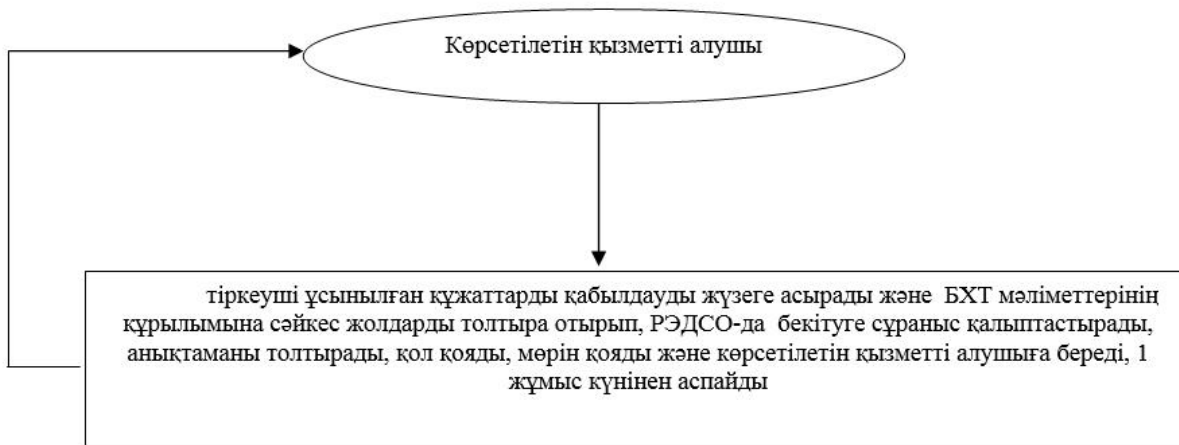 Көрсетілетін қызметті алушы
тіркеуші ұсынылған құжаттарды қабылдауды жүзеге асырады және БХТ мәліметтерінің
құрылымына сәйкес жолдарды толтыра отырып, РЭДСО-да бекітуге сұраныс қалыптастырады,
анықтаманы толтырады, қол қояды, мөрін қояды және көрсетілетін қызметті алушыға береді, 1
жұмыс күнінен аспайды